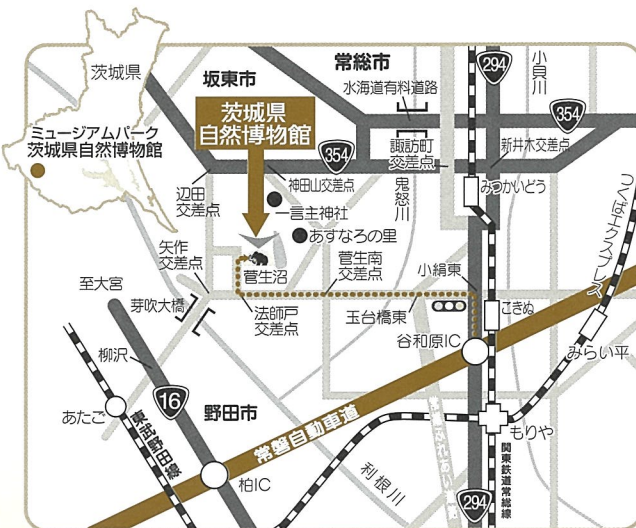 茨城県
ミュージアムパーク
茨城県自然博物館
坂東市
常総市
水海道有料道路
294
小貝川
354
茨城県
自然博物館
354
諏訪町
交差点
新井木交差点
神田山交差点
辺田
交差点
一言主神社
鬼怒川
みつかいどう
つくばエクスプレス
あすなろの里
矢作
交差点
菅生沼
菅生南
交差点
小絹東
至大宮
芽吹大橋
法師戸
交差点
玉台橋東
こきぬ
谷和原IC
みらい平
柳沢
16
野田市
あたご
東武野田線
常磐自動車道
もりや
柏IC
利根川
関東鉄道常総線
294